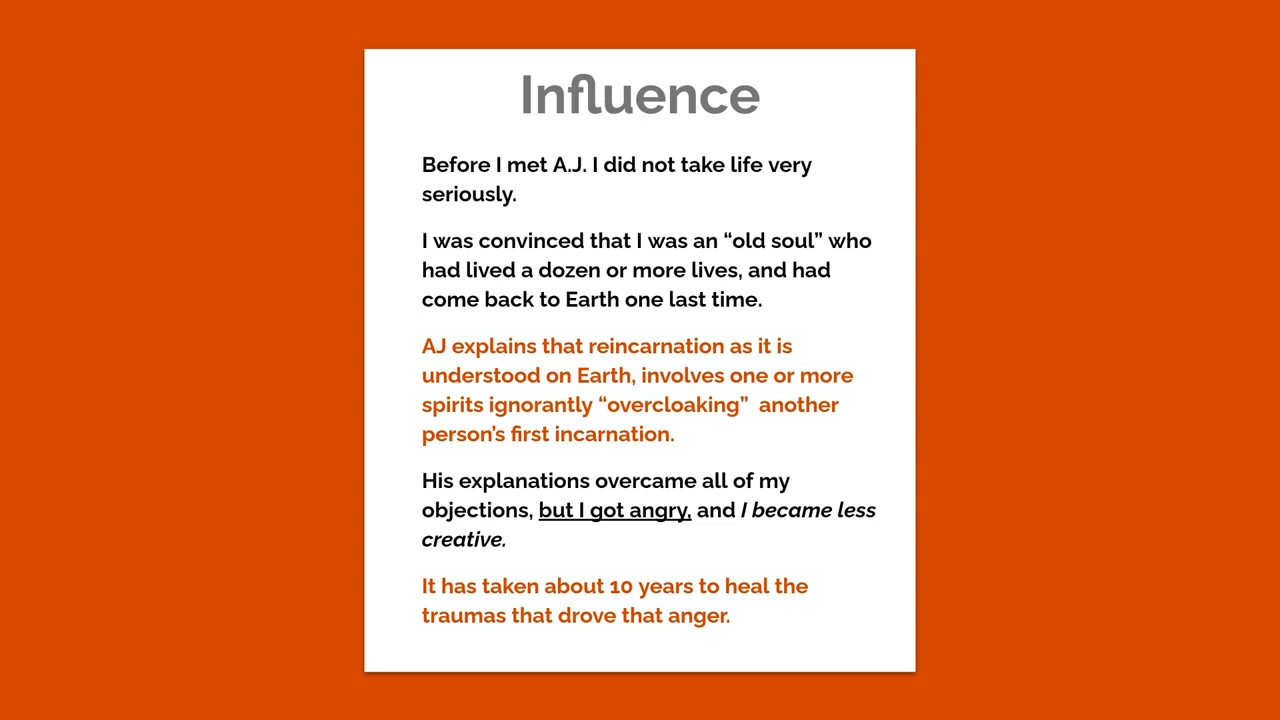 Influence
Before I met A.J. I did not take life very
seriously.
I was convinced that I was an “old soul” who
had lived a dozen or more lives, and had
come back to Earth one last time.
AJ explains that reincarnation as it is
understood on Earth, involves one or more
spirits ignorantly “overcloaking”  another
person’s first incarnation.
His explanations overcame all of my
objections, but I got angry, and I became less
creative.
It has taken about 10 years to heal the
traumas that drove that anger.